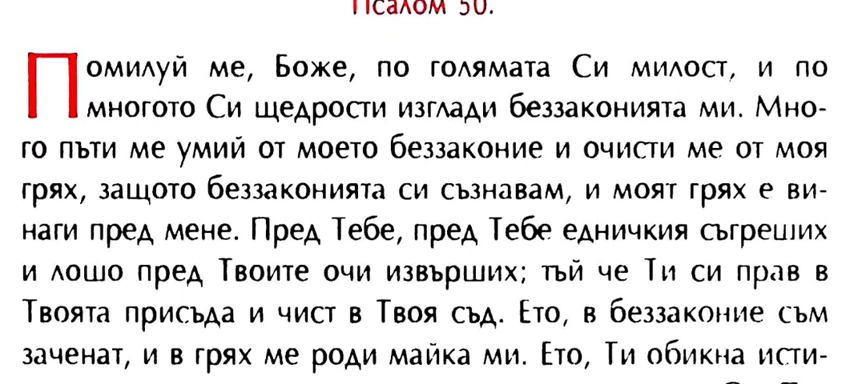 Псалом 50.
Помилуй ме, Боже, по голямата Си милост, и по
многото Си щедрости изглади беззаконията ми. Мно-
го пъти ме умий от моето беззаконие и очисти ме от моя
грях, защото беззаконията си съзнавам, и моят грях е ви-
наги пред мене. Пред Тебе, пред Тебе едничкия съгреших
и лошо пред Твоите очи извърших; тъй че Ти си прав в
Твоята присъда и чист в Твоя съд. Ето, в беззаконие съм
заченат, и в грях ме роди майка ми. Ето, Ти обикна исти-